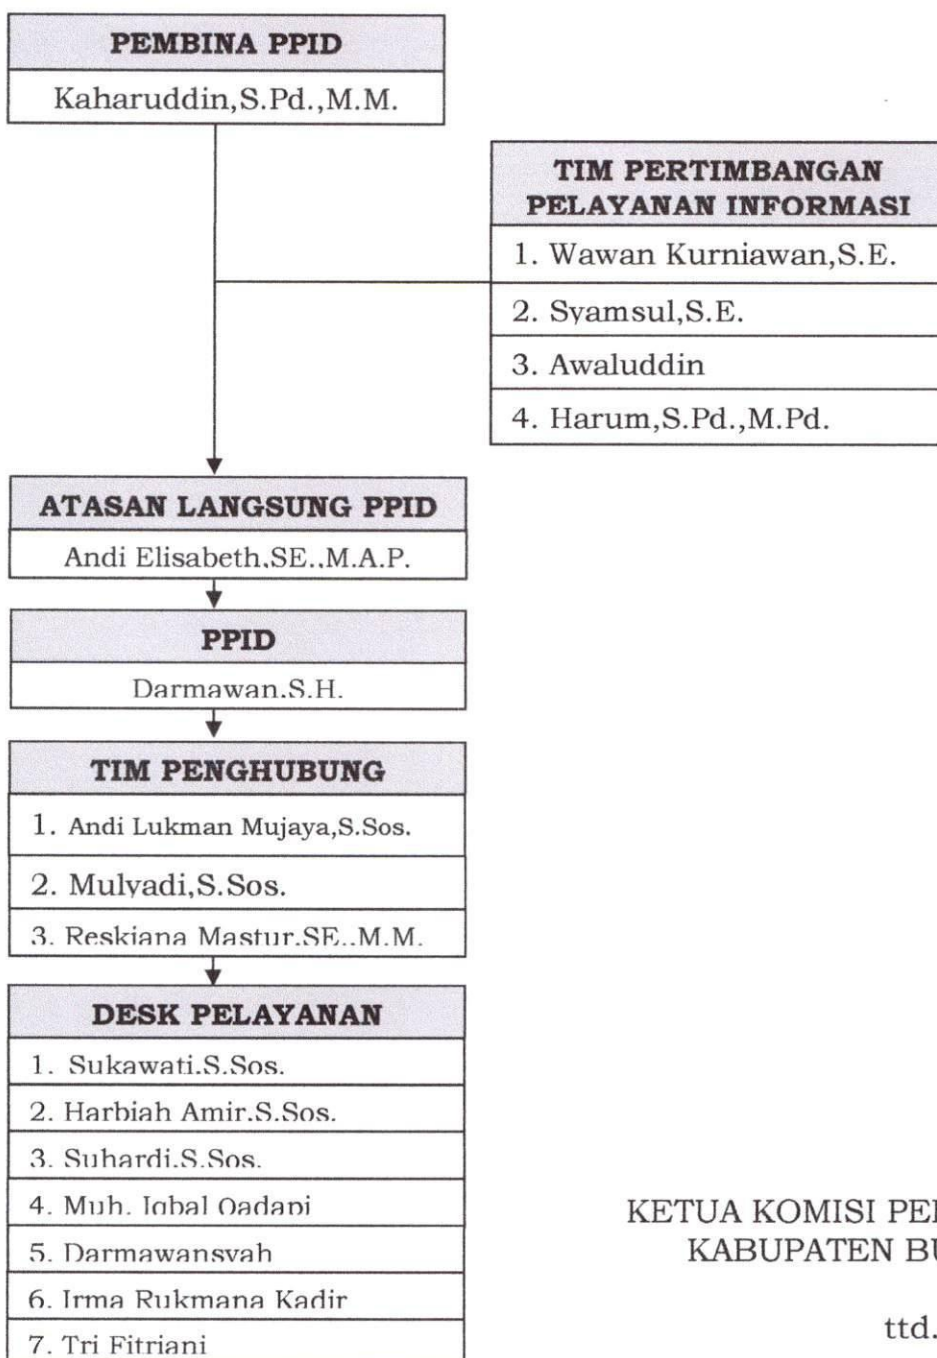 PEMBINA PPID
Kaharuddin,S.Pd.,M.M.
TIM PERTIMBANGAN
PELAYANAN INFORMASI
1. Wawan Kurniawan,S.E.
2. Syamsul,S.E.
3. Awaluddin
4. Harum,S.Pd.,M.Pd.
ATASAN LANGSUNG PPID
Andi Elisabeth,SE.,M.A.P.
PPID
Darmawan.S.H.
TIM PENGHUBUNG
1. Andi Lukman Mujaya,S.Sos.
2. Mulyadi,S.Sos.
3. Reskiana Mastur.SE..M.M.
DESK PELAYANAN
1. Sukawati.S.Sos.
2. Harbiah Amir.S.Sos.
3. Suhardi.S.Sos.
4. Muh. Iqbal Qadapi
5. Darmawansyah
6. Irma Rukmana Kadir
7. Tri Fitriani
KETUA KOMISI PE
KABUPATEN BU
ttd.